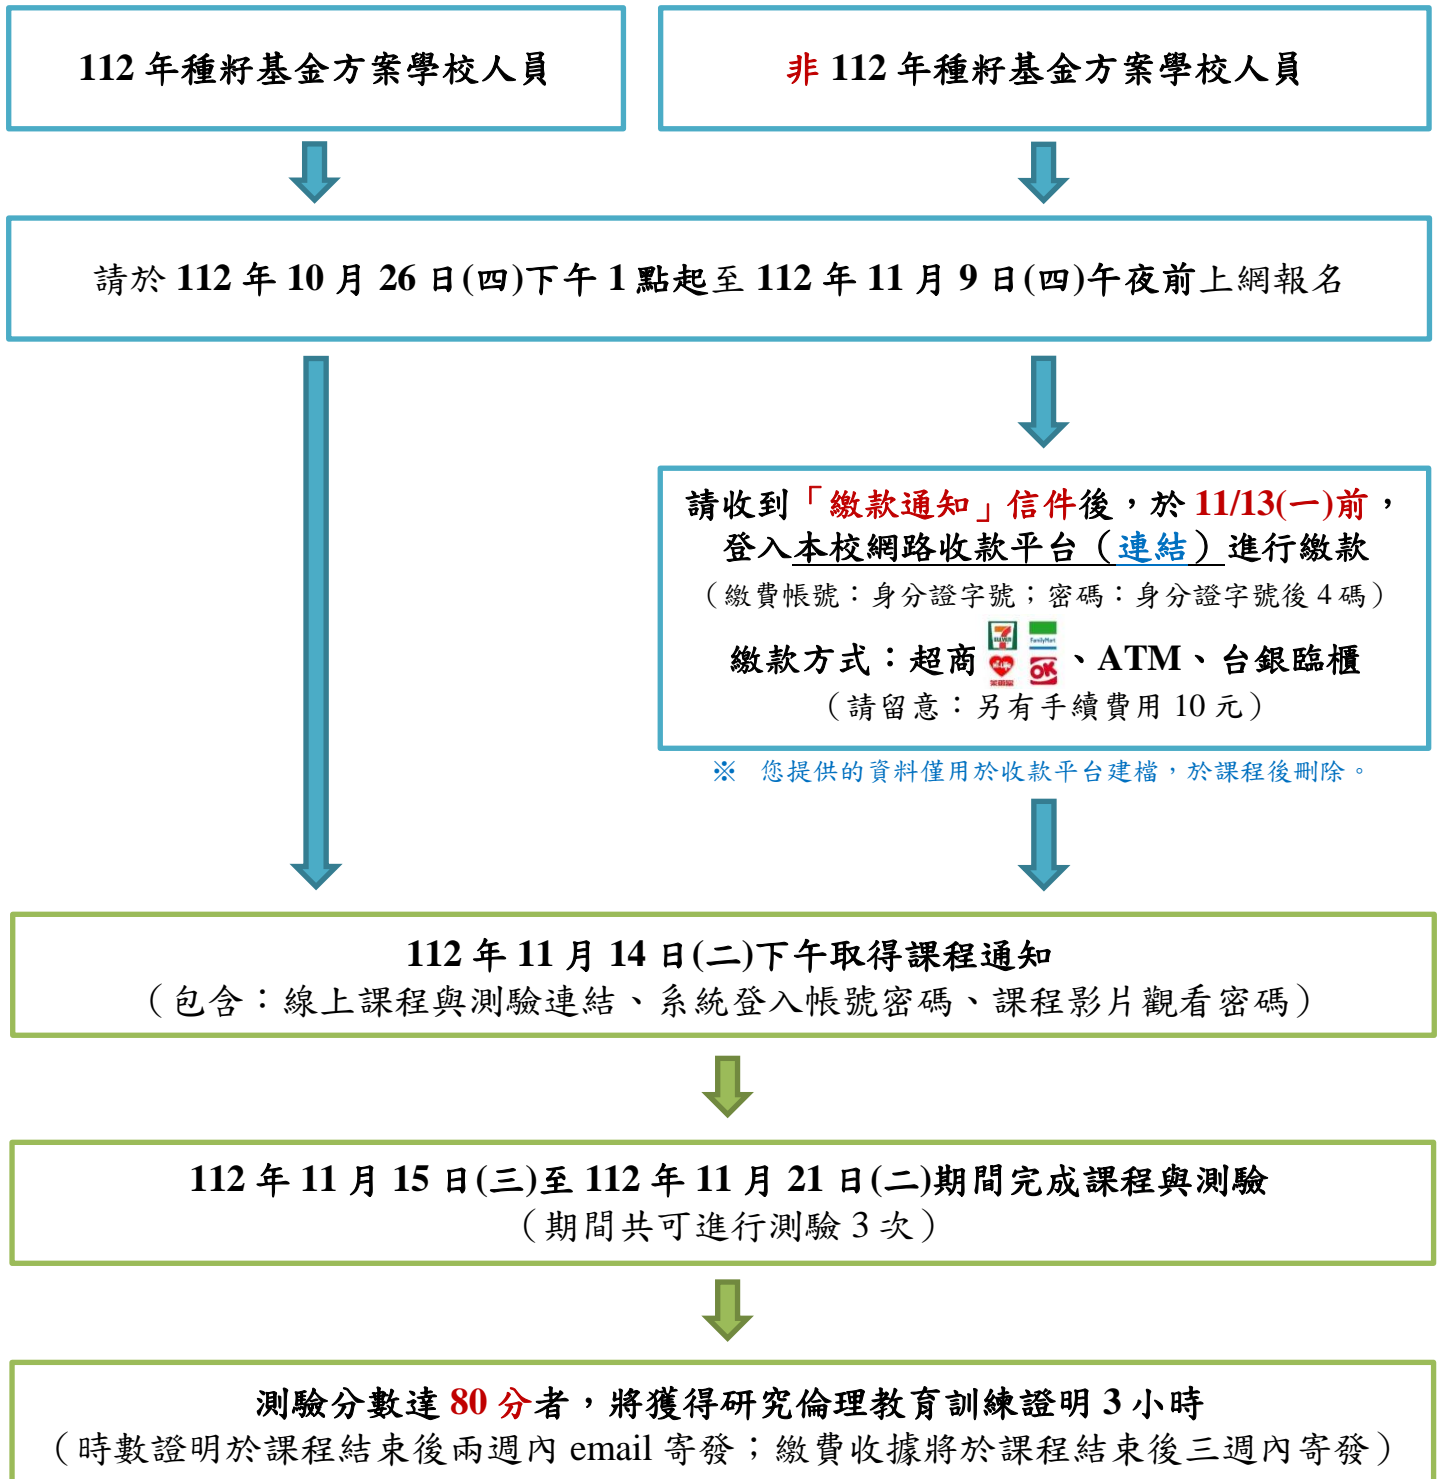 112 年種籽基金方案學校人員
非 112 年種籽基金方案學校人員
請於 112 年 10 月 26 日(四)下午 1 點起至 112 年 11 月 9 日(四)午夜前上網報名
請收到「繳款通知」信件後，於 11/13(一)前，
登入本校網路收款平台（連結）進行繳款
（繳費帳號：身分證字號；密碼：身分證字號後 4 碼）
繳款方式：超商 、ATM、台銀臨櫃
7 ELEVEN FamilyMart
萊爾富 OK
（請留意：另有手續費用 10 元）
※ 您提供的資料僅用於收款平台建檔，於課程後刪除。
112 年 11 月 14 日(二)下午取得課程通知
（包含：線上課程與測驗連結、系統登入帳號密碼、課程影片觀看密碼）
112 年 11 月 15 日(三)至 112 年 11 月 21 日(二)期間完成課程與測驗
（期間共可進行測驗 3 次）
測驗分數達 80 分者，將獲得研究倫理教育訓練證明 3 小時
（時數證明於課程結束後兩週內 email 寄發；繳費收據將於課程結束後三週內寄發）